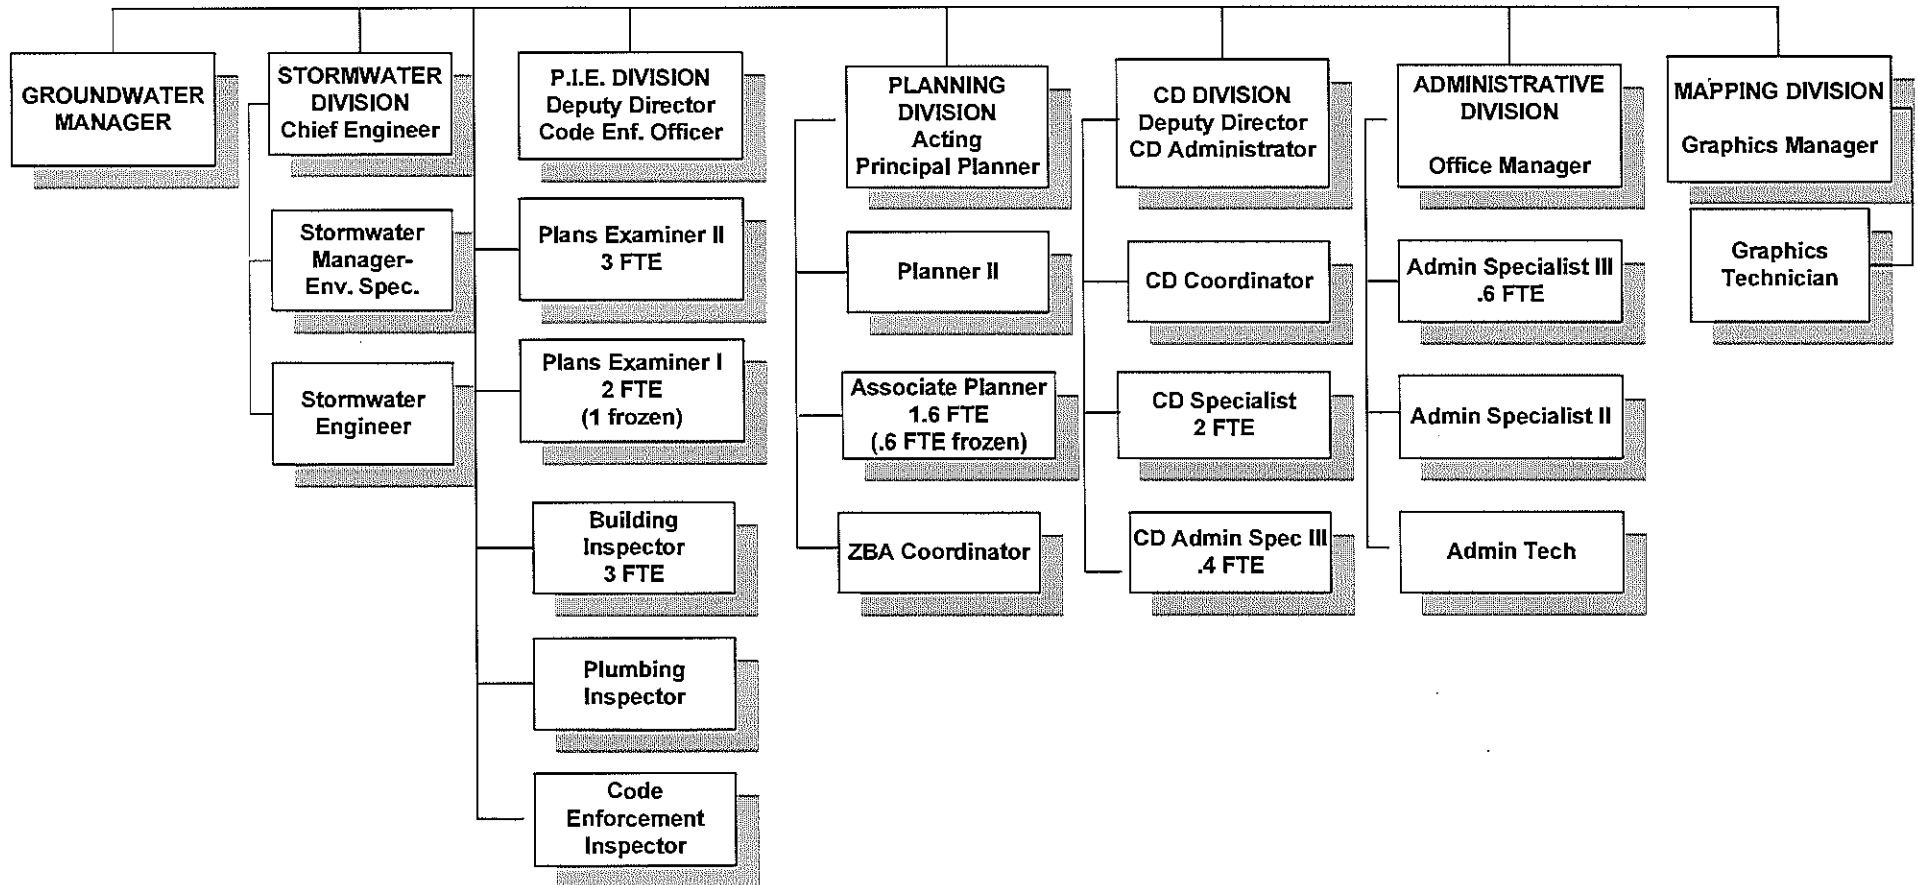 GROUNDWATER
MANAGER
STORMWATER
DIVISION
Chief Engineer
Stormwater
Manager-
Env. Spec.
Stormwater
Engineer
P.I.E. DIVISION
Deputy Director
Code Enf. Officer
Plans Examiner II
3 FTE
Plans Examiner I
2 FTE
(1 frozen)
Building
Inspector
3 FTE
Plumbing
Inspector
Code
Enforcement
Inspector
PLANNING
DIVISION
Acting
Principal Planner
Planner II
Associate Planner
1.6 FTE
(.6 FTE frozen)
ZBA Coordinator
CD DIVISION
Deputy Director
CD Administrator
CD Coordinator
CD Specialist
2 FTE
CD Admin Spec III
.4 FTE
ADMINISTRATIVE
DIVISION
Office Manager
Admin Specialist III
.6 FTE
Admin Specialist II
Admin Tech
MAPPING DIVISION
Graphics Manager
Graphics
Technician